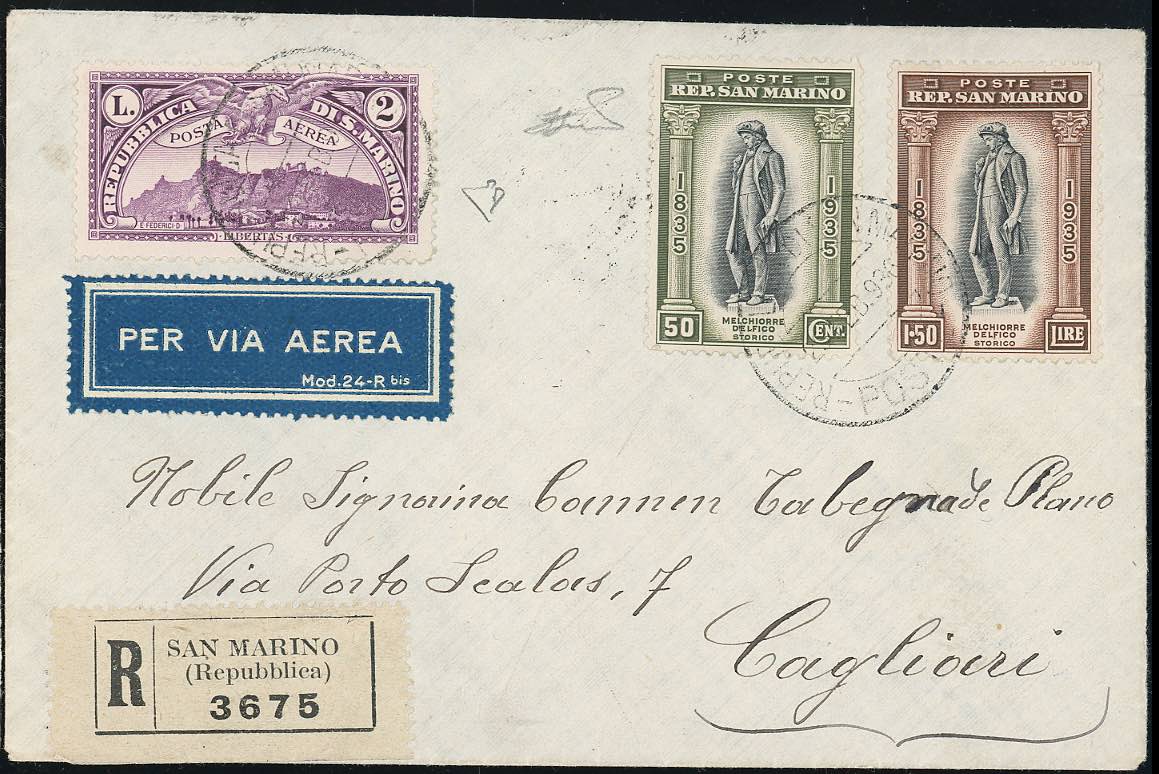 L. REPUBBLICA DI S. MARINO 2
POSTA AEREA
E. FEDERICI D.
LIBERTAS
POSTE
REP. SAN MARINO
1835 1935
MELCHIORRE
DELFICO
STORICO
50 CENT.
POSTE
REP. SAN MARINO
1835 1935
MELCHIORRE
DELFICO
STORICO
1·50 LIRE
PER VIA AEREA
Mod.24-R bis
Nobile Signorina Carmen de Plano
Via Porto Scalas, 7
Cagliari
R
SAN MARINO
(Repubblica)
3675